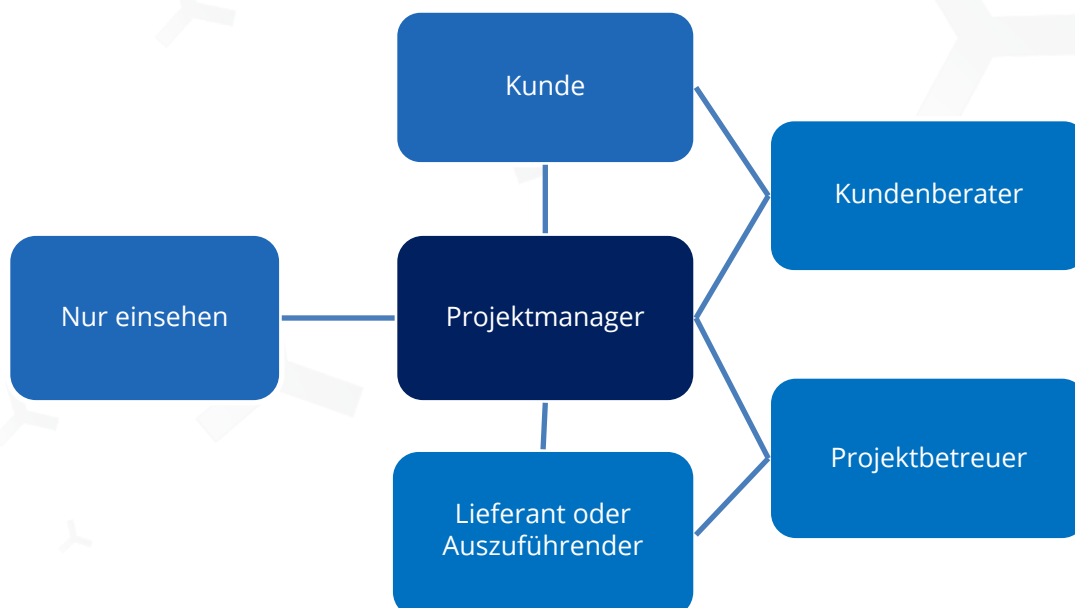 Kunde
Kundenberater
Nur einsehen
Projektmanager
Projektbetreuer
Lieferant oder
Auszuführender